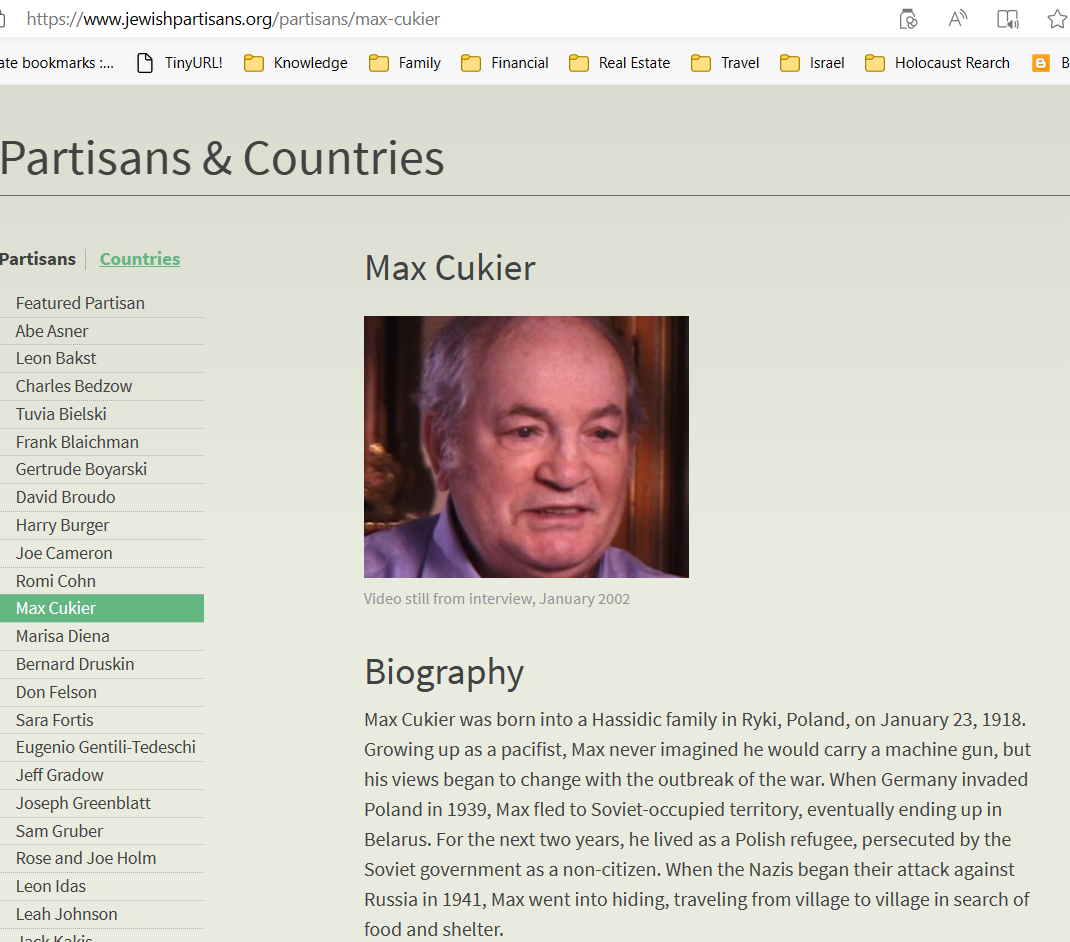 https://www.jewishpartisans.org/partisans/max-cukier
ate bookmarks :... TinyURL! Knowledge Family Financial Real Estate Travel Israel Holocaust Rearch B
Partisans & Countries
Partisans Countries
Featured Partisan
Abe Asner
Leon Bakst
Charles Bedzow
Tuvia Bielski
Frank Blaichman
Gertrude Boyarski
David Broudo
Harry Burger
Joe Cameron
Romi Cohn
Max Cukier
Marisa Diena
Bernard Druskin
Don Felson
Sara Fortis
Eugenio Gentili-Tedeschi
Jeff Gradow
Joseph Greenblatt
Sam Gruber
Rose and Joe Holm
Leon Idas
Leah Johnson
Jack Kakis
Max Cukier
Video still from interview, January 2002
Biography
Max Cukier was born into a Hassidic family in Ryki, Poland, on January 23, 1918.
Growing up as a pacifist, Max never imagined he would carry a machine gun, but
his views began to change with the outbreak of the war. When Germany invaded
Poland in 1939, Max fled to Soviet-occupied territory, eventually ending up in
Belarus. For the next two years, he lived as a Polish refugee, persecuted by the
Soviet government as a non-citizen. When the Nazis began their attack against
Russia in 1941, Max went into hiding, traveling from village to village in search of
food and shelter.